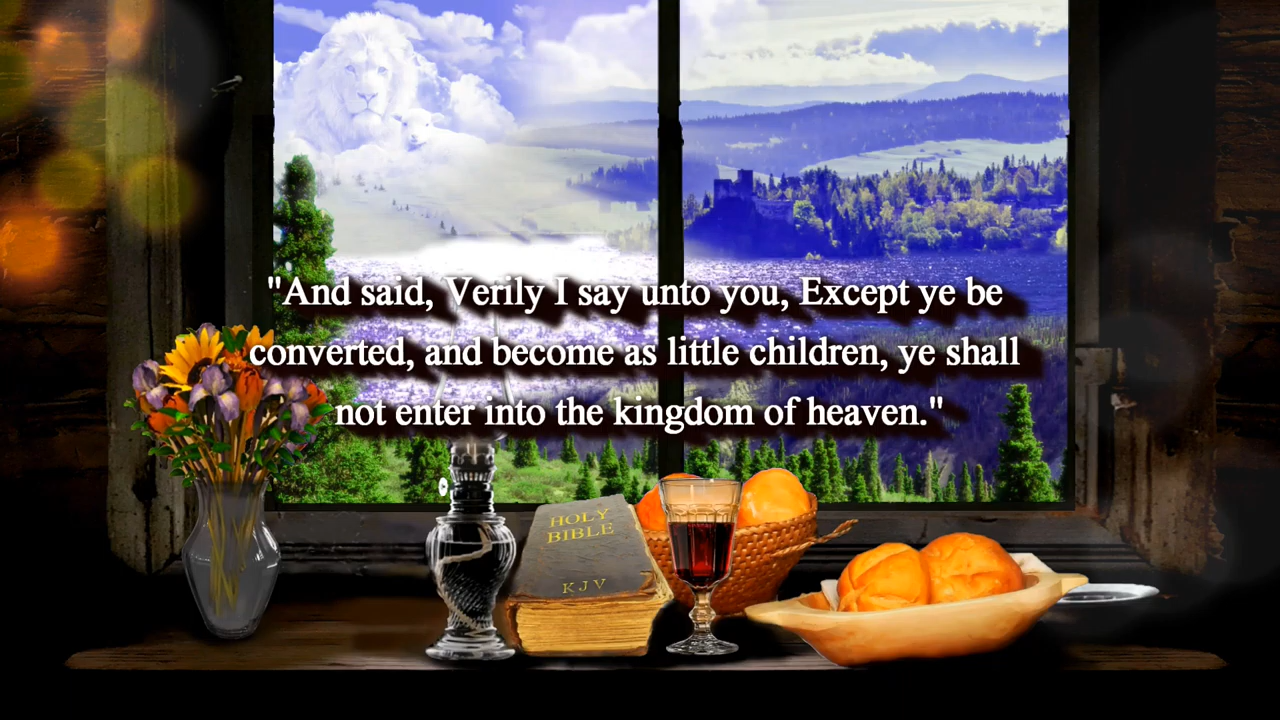 "And said, Verily I say unto you, Except ye be
converted, and become as little children, ye shall
not enter into the kingdom of heaven."
HOLY
BIBLE
KJV